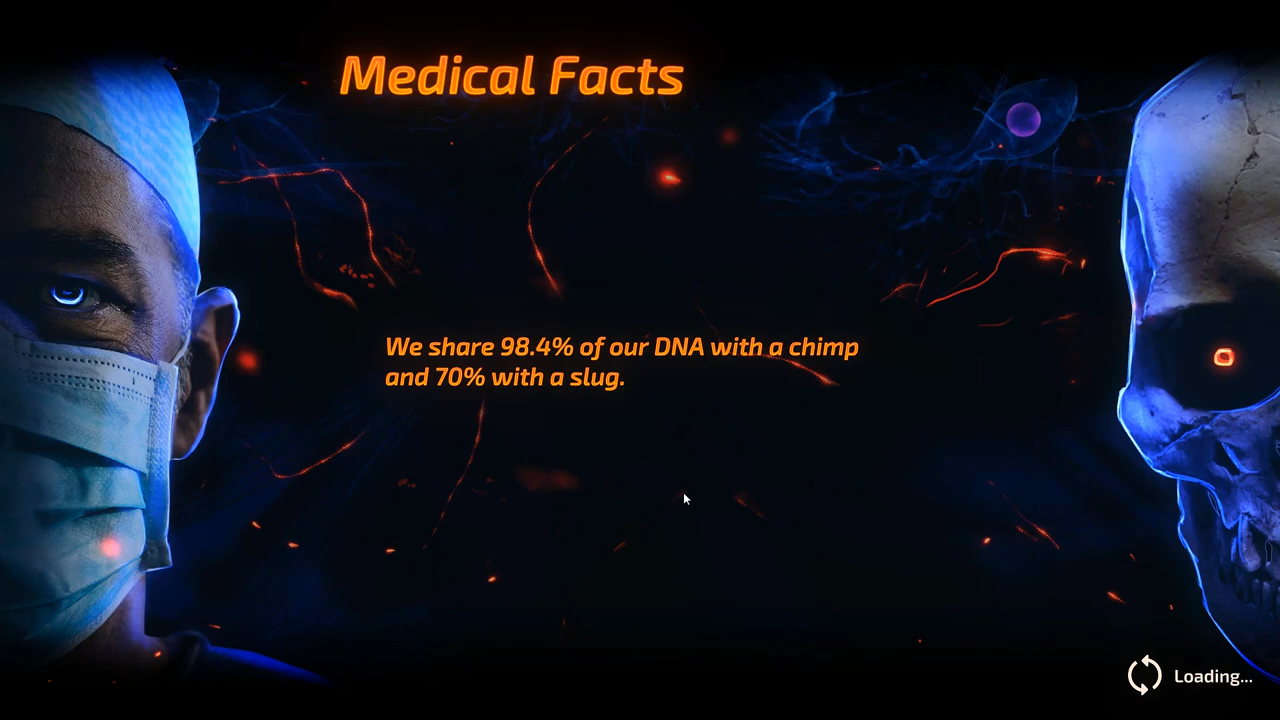 Medical Facts
We share 98.4% of our DNA with a chimp
and 70% with a slug.
Loading...